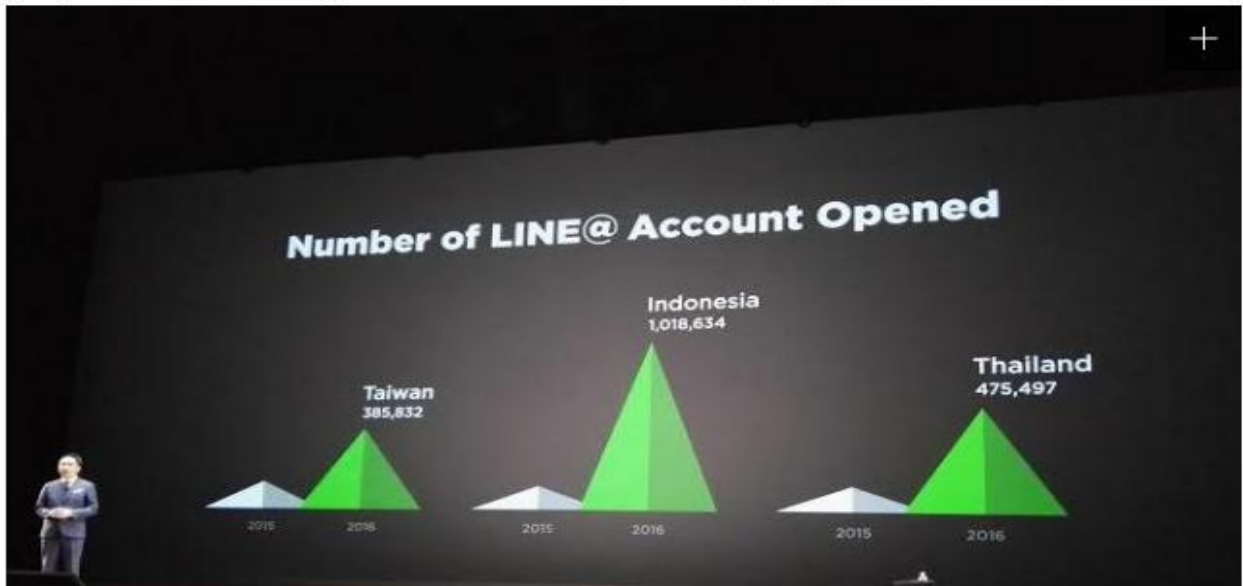 Number of LINE@ Account Opened
Indonesia
1,018,634
Thailand
475,497
Taiwan
385,832
2015 2016 2015 2016 2015 2016